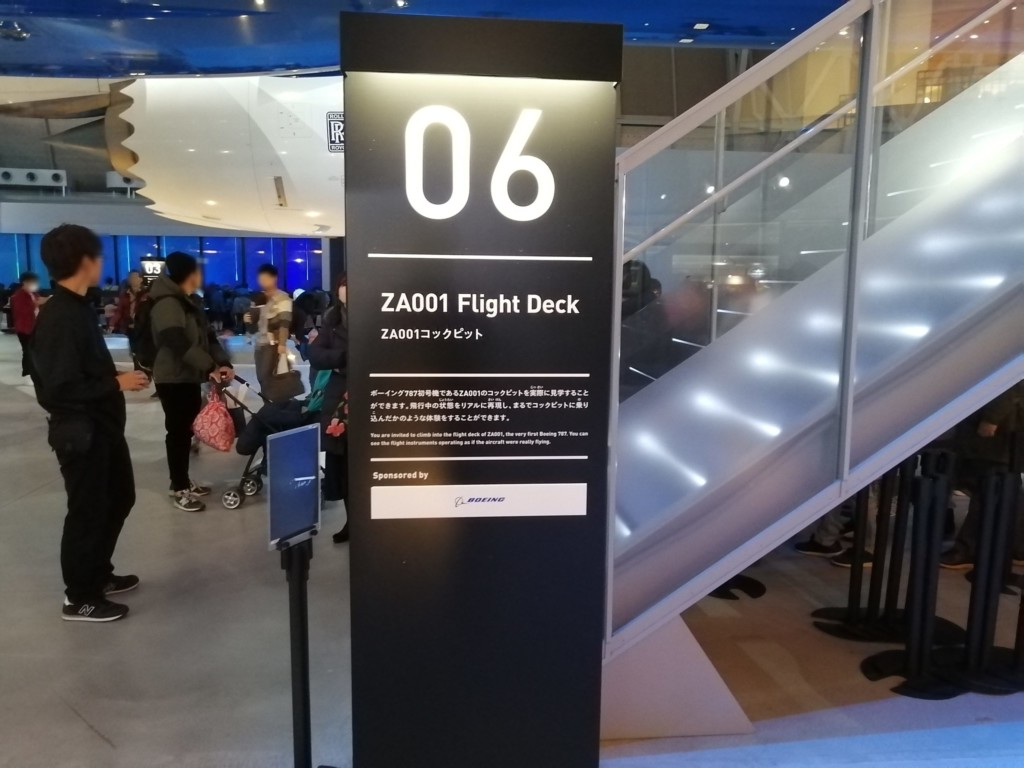 06
ZA001 Flight Deck
ZA001コックピット
ボーイング787初号機であるZA001のコックピットを実際に見学すること
ができます。飛行中の状態をリアルに再現し、まるでコックピットに乗り
込んだかのような体験をすることができます。
You are invited to climb into the flight deck of ZA001, the very first Boeing 787. You can
see the flight instruments operating as if the aircraft were really flying.
Sponsored by
BOEING
03
RR
N